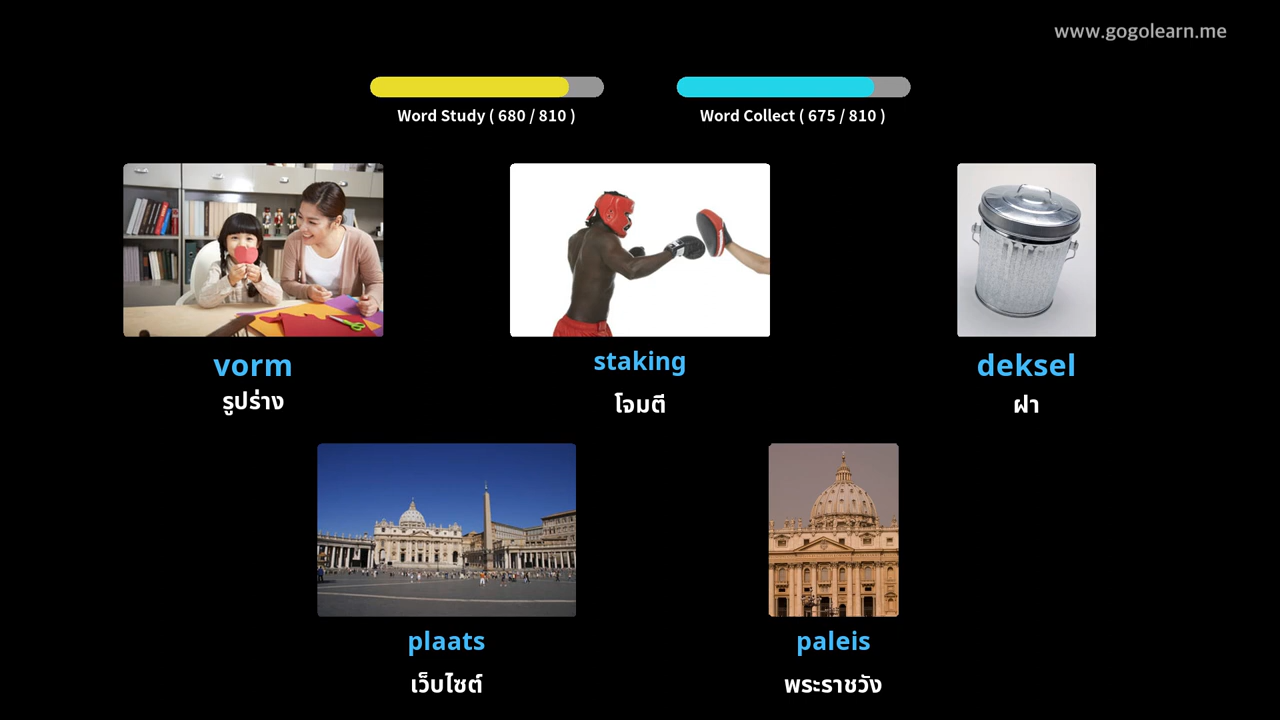 www.gogolearn.me
Word Study ( 680 / 810 )
Word Collect ( 675 / 810 )
vorm
รูปร่าง
staking
โจมตี
deksel
ฝา
plaats
เว็บไซต์
paleis
พระราชวัง